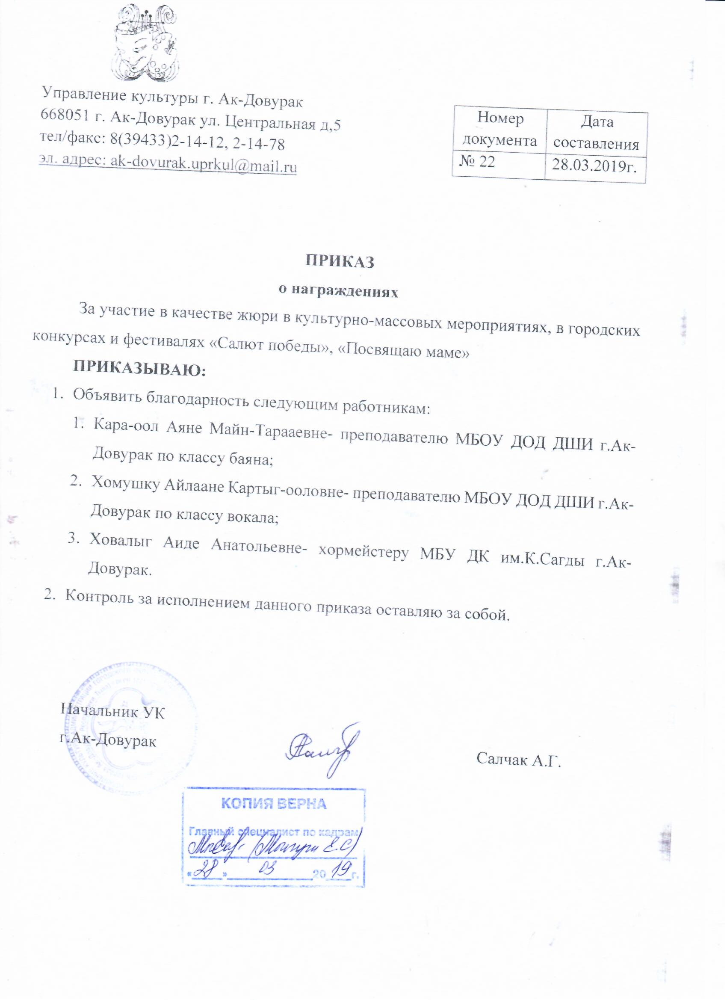 Управление культуры г. Ак-Довурак
668051 г. Ак-Довурак ул. Центральная д,5
тел/факс: 8(39433)2-14-12, 2-14-78
эл. адрес: ak-dovurak.uprkul@mail.ru
Номер документа
Дата составления
№ 22
28.03.2019г.
ПРИКАЗ
о награждениях
За участие в качестве жюри в культурно-массовых мероприятиях, в городских
конкурсах и фестивалях «Салют победы», «Посвящаю маме»
ПРИКАЗЫВАЮ:
1. Объявить благодарность следующим работникам:
1. Кара-оол Аяне Майн-Тарааевне- преподавателю МБОУ ДОД ДШИ г.Ак-
Довурак по классу баяна;
2. Хомушку Айлаане Картыг-ооловне- преподавателю МБОУ ДОД ДШИ г.Ак-
Довурак по классу вокала;
3. Ховалыг Аиде Анатольевне- хормейстеру МБУ ДК им.К.Сагды г.Ак-
Довурак.
2. Контроль за исполнением данного приказа оставляю за собой.
Начальник УК
г.Ак-Довурак
Салчак А.Г.
КОПИЯ ВЕРНА
Главный специалист по кадрам
«28» 03 2019г.